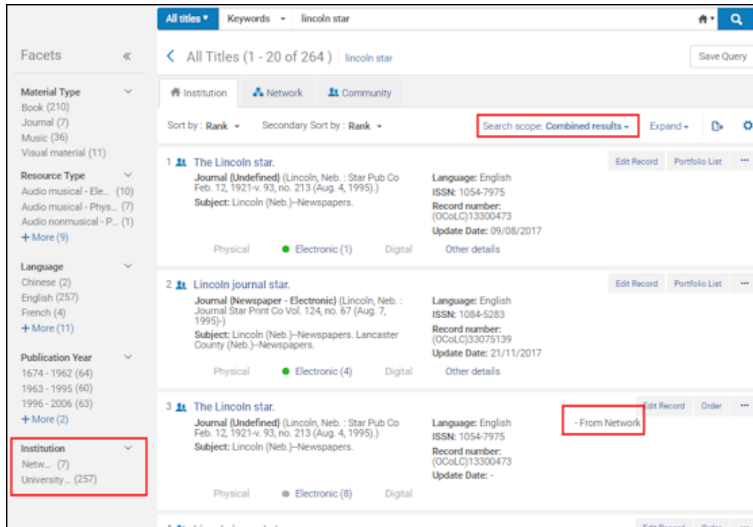 All titles ▾ Keywords ▾ lincoln star
Facets «
Material Type
Book (210)
Journal (7)
Music (36)
Visual material (11)
Resource Type
Audio musical - Ele... (10)
Audio musical - Phys... (7)
Audio nonmusical - P... (1)
+ More (9)
Language
Chinese (2)
English (257)
French (4)
+ More (11)
Publication Year
1674 - 1962 (64)
1963 - 1995 (60)
1996 - 2006 (63)
+ More (2)
Institution
Netw... (7)
University... (257)
All Titles (1 - 20 of 264 ) lincoln star
Save Query
Institution Network Community
Sort by : Rank Secondary Sort by : Rank Search scope: Combined results Expand
1 The Lincoln star. Edit Record Portfolio List ...
Journal (Undefined) (Lincoln, Neb. : Star Pub Co
Feb. 12, 1921-v. 93, no. 213 (Aug. 4, 1995).)
Subject: Lincoln (Neb.)--Newspapers.
Language: English
ISSN: 1054-7975
Record number:
(OCoLC)13300473
Update Date: 09/08/2017
Physical Electronic (1) Digital Other details
2 Lincoln journal star. Edit Record Portfolio List ...
Journal (Newspaper - Electronic) (Lincoln, Neb. :
Journal Star Print Co Vol. 124, no. 67 (Aug. 7,
1995)-)
Subject: Lincoln (Neb.)--Newspapers. Lancaster
County (Neb.)--Newspapers.
Language: English
ISSN: 1084-5283
Record number:
(OCoLC)33075139
Update Date: 21/11/2017
Physical Electronic (4) Digital Other details
3 The Lincoln star. Edit Record Order ...
Journal (Undefined) (Lincoln, Neb. : Star Pub Co
Feb. 12, 1921-v. 93, no. 213 (Aug. 4, 1995).)
Subject: Lincoln (Neb.)--Newspapers.
Language: English
ISSN: 1054-7975
Record number:
(OCoLC)13300473
Update Date: -
- From Network
Physical Electronic (8) Digital